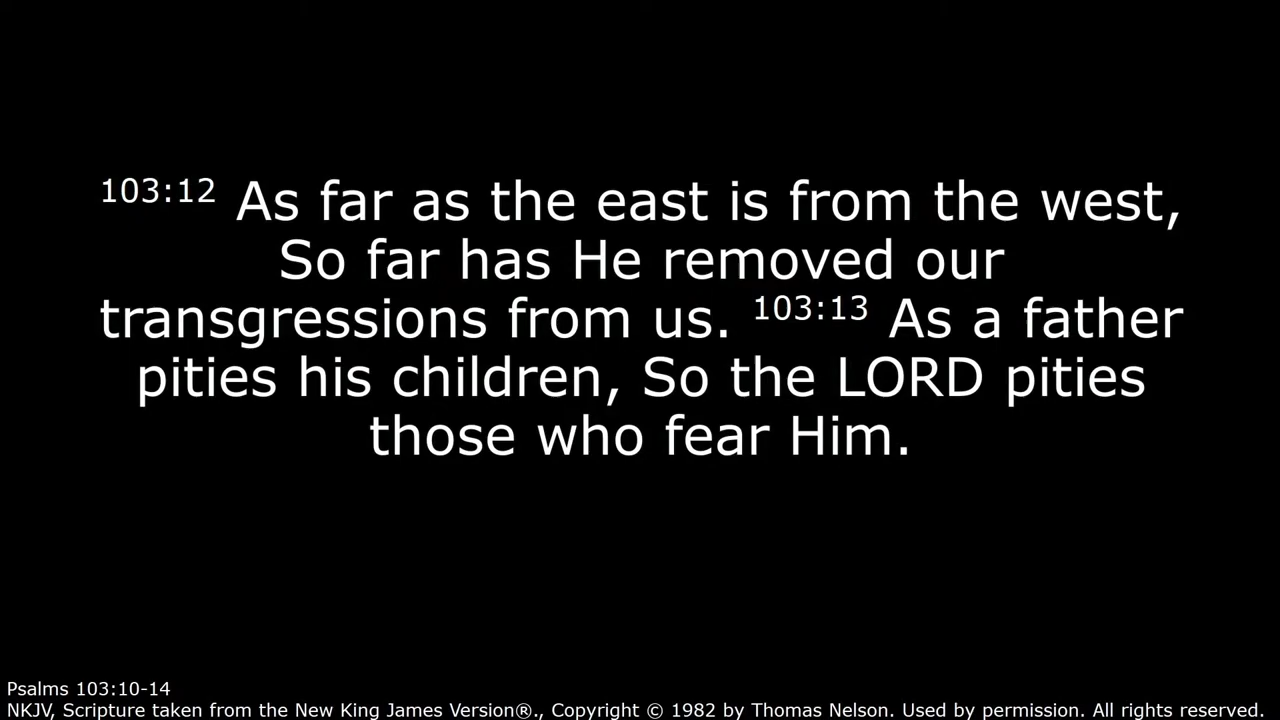 103:12 As far as the east is from the west,
So far has He removed our
transgressions from us. 103:13 As a father
pities his children, So the LORD pities
those who fear Him.
Psalms 103:10-14
NKJV, Scripture taken from the New King James Version®., Copyright © 1982 by Thomas Nelson. Used by permission. All rights reserved.